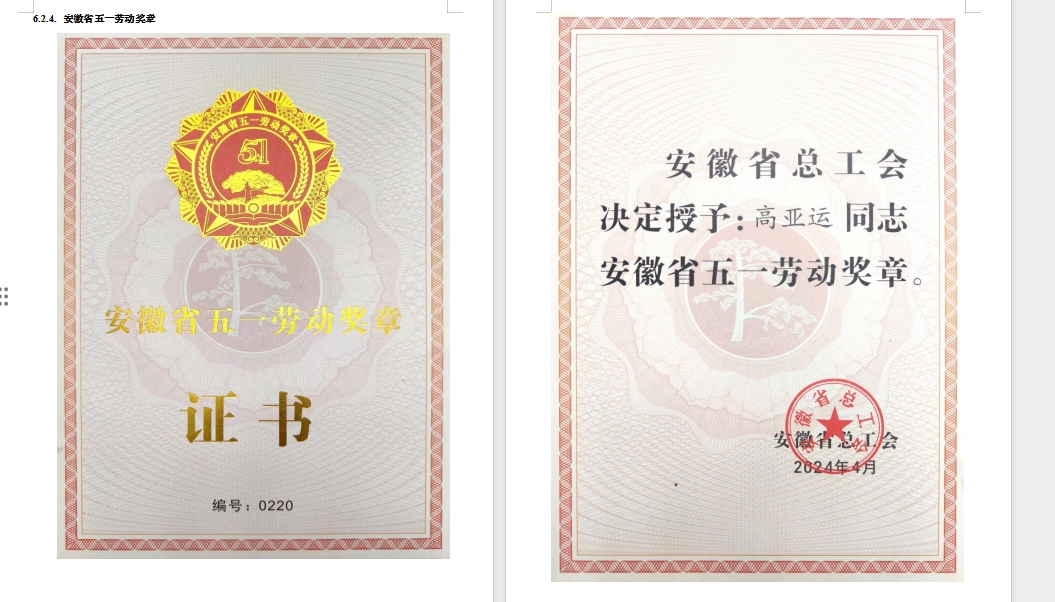 6.2.4. 安徽省五一劳动奖章
安徽省五一劳动奖章
51
安徽省五一劳动奖章
证书
编号：0220
安徽省总工会
决定授予：高亚运同志
安徽省五一劳动奖章。
安徽省总工会
安徽省总工会
2024年4月